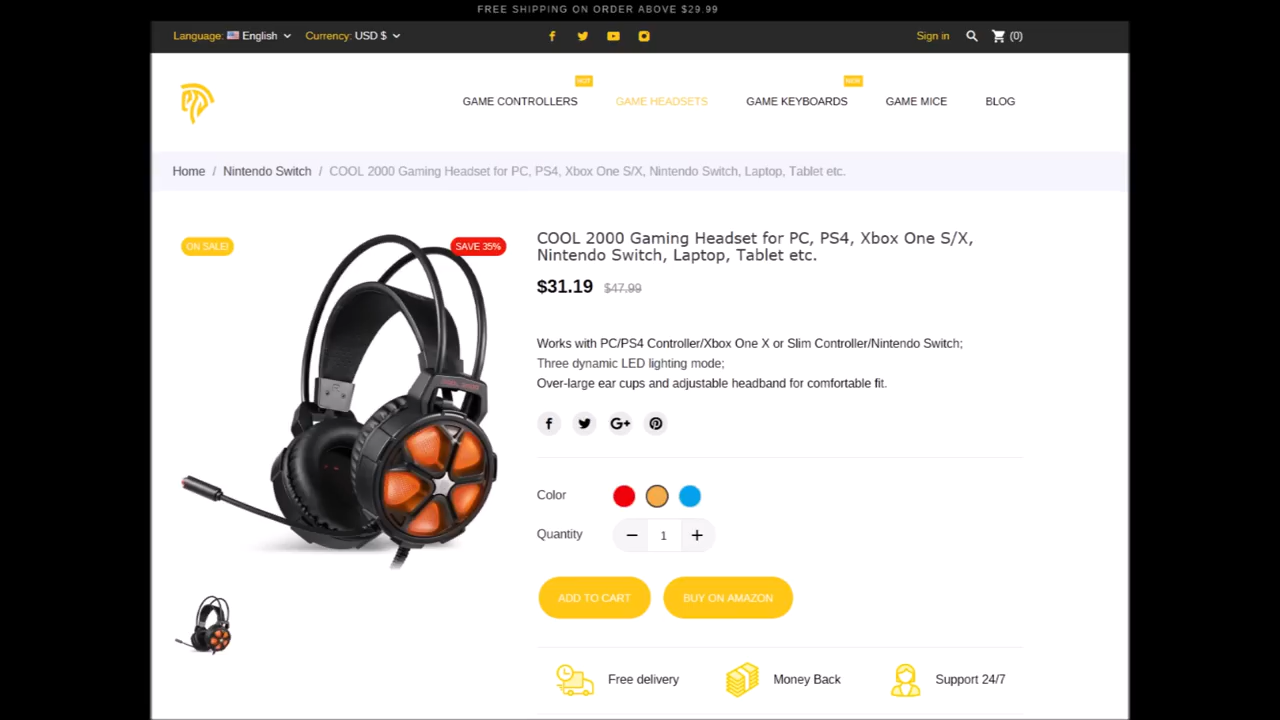 FREE SHIPPING ON ORDER ABOVE $29.99
Language: English Currency: USD $ Sign in (0)
HOT NEW
GAME CONTROLLERS GAME HEADSETS GAME KEYBOARDS GAME MICE BLOG
Home / Nintendo Switch / COOL 2000 Gaming Headset for PC, PS4, Xbox One S/X, Nintendo Switch, Laptop, Tablet etc.
ON SALE!
SAVE 35%
COOL 2000
COOL 2000 Gaming Headset for PC, PS4, Xbox One S/X,
Nintendo Switch, Laptop, Tablet etc.
$31.19 $47.99
Works with PC/PS4 Controller/Xbox One X or Slim Controller/Nintendo Switch;
Three dynamic LED lighting mode;
Over-large ear cups and adjustable headband for comfortable fit.
Color
Quantity − 1 +
ADD TO CART BUY ON AMAZON
Free delivery Money Back Support 24/7